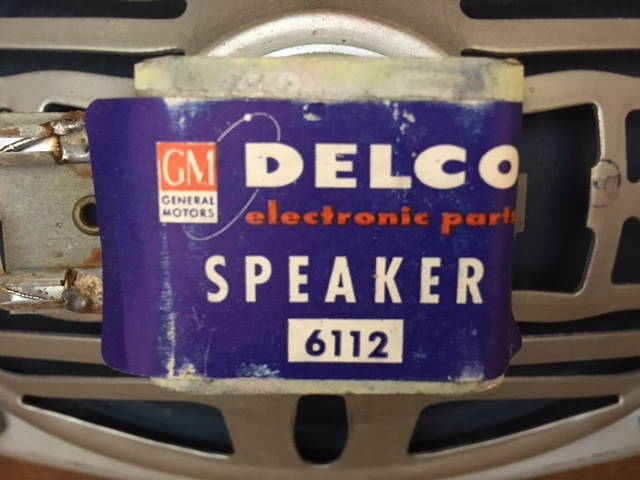 GM
GENERAL
MOTORS
DELCO
electronic parts
SPEAKER
6112